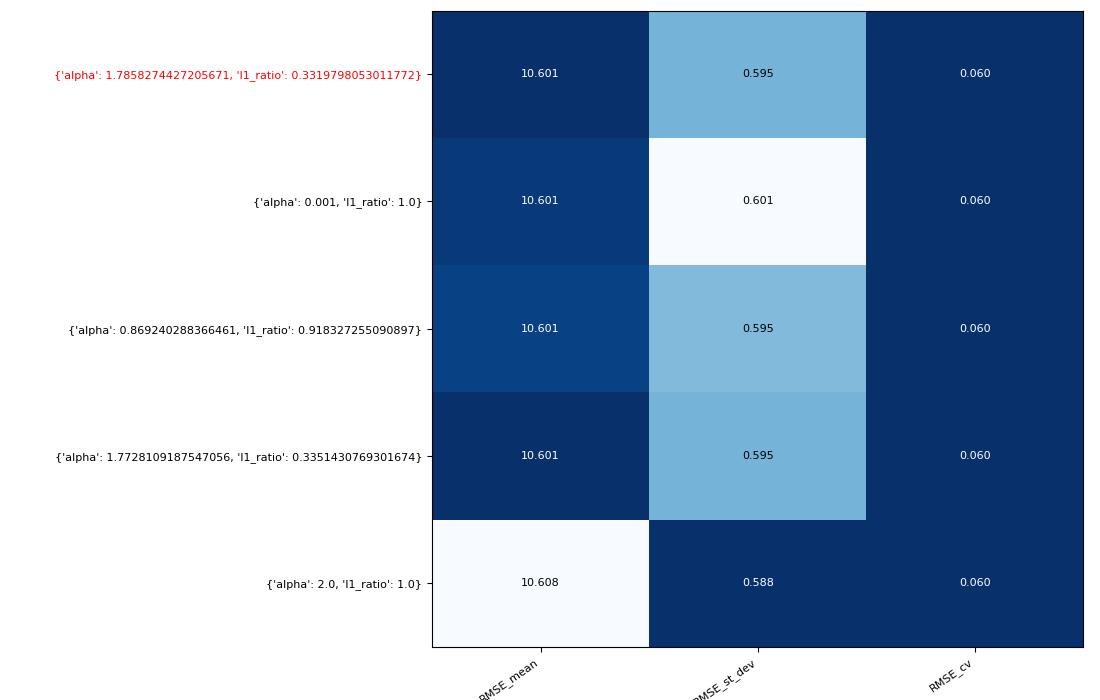 {'alpha': 1.7858274427205671, 'l1_ratio': 0.3319798053011772} 10.601 0.595 0.060
{'alpha': 0.001, 'l1_ratio': 1.0} 10.601 0.601 0.060
{'alpha': 0.869240288366461, 'l1_ratio': 0.918327255090897} 10.601 0.595 0.060
{'alpha': 1.7728109187547056, 'l1_ratio': 0.3351430769301674} 10.601 0.595 0.060
{'alpha': 2.0, 'l1_ratio': 1.0} 10.608 0.588 0.060
RMSE_mean RMSE_st_dev RMSE_cv